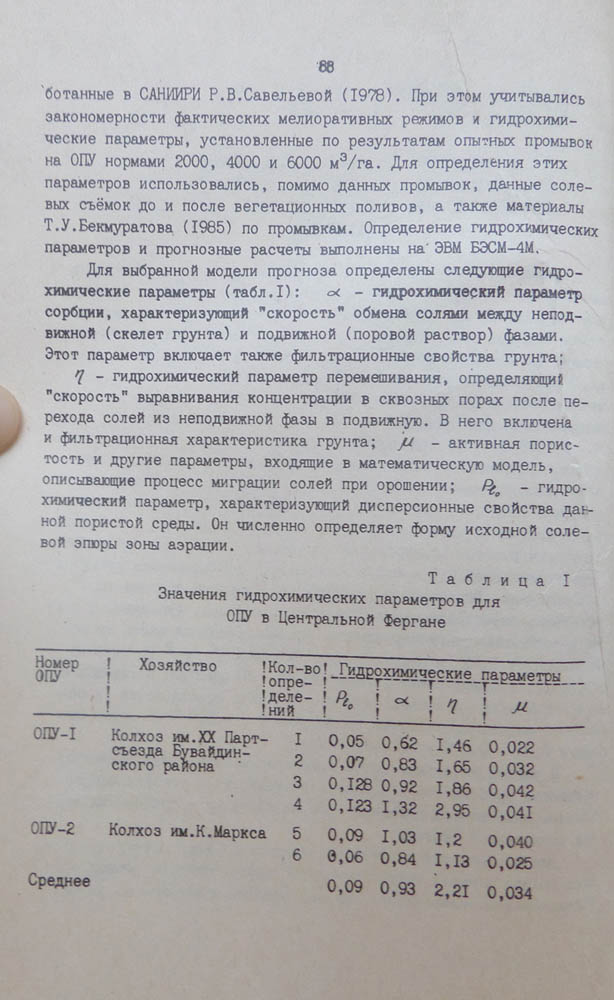 88
ботанные в САНИИРИ Р.В.Савельевой (1978). При этом учитывались
закономерности фактических мелиоративных режимов и гидрохими-
ческие параметры, установленные по результатам опытных промывок
на ОПУ нормами 2000, 4000 и 6000 м³/га. Для определения этих
параметров использовались, помимо данных промывок, данные соле-
вых съёмок до и после вегетационных поливов, а также материалы
Т.У.Бекмуратова (1985) по промывкам. Определение гидрохимических
параметров и прогнозные расчеты выполнены на ЭВМ БЭСМ-4М.
Для выбранной модели прогноза определены следующие гидро-
химические параметры (табл.I): α - гидрохимический параметр
сорбции, характеризующий "скорость" обмена солями между непод-
вижной (скелет грунта) и подвижной (поровой раствор) фазами.
Этот параметр включает также фильтрационные свойства грунта;
η - гидрохимический параметр перемешивания, определяющий
"скорость" выравнивания концентрации в сквозных порах после пе-
рехода солей из неподвижной фазы в подвижную. В него включена
и фильтрационная характеристика грунта; μ - активная порис-
тость и другие параметры, входящие в математическую модель,
описывающие процесс миграции солей при орошении; Pℓ₀ - гидро-
химический параметр, характеризующий дисперсионные свойства дан-
ной пористой среды. Он численно определяет форму исходной соле-
вой эпюры зоны аэрации.
Таблица I
Значения гидрохимических параметров для
ОПУ в Центральной Фергане
Номер ! Хозяйство !Кол-во! Гидрохимические параметры
ОПУ ! !опре- ! Pℓ₀ ! α ! η ! μ
! !деле- !
! !ний !
ОПУ-I Колхоз им.XX Парт- I 0,05 0,62 I,46 0,022
съезда Бувайдин- 2 0,07 0,83 I,65 0,032
ского района 3 0,I28 0,92 I,86 0,042
4 0,I23 I,32 2,95 0,04I
ОПУ-2 Колхоз им.К.Маркса 5 0,09 I,03 I,2 0,040
6 0,06 0,84 I,I3 0,025
Среднее 0,09 0,93 2,2I 0,034